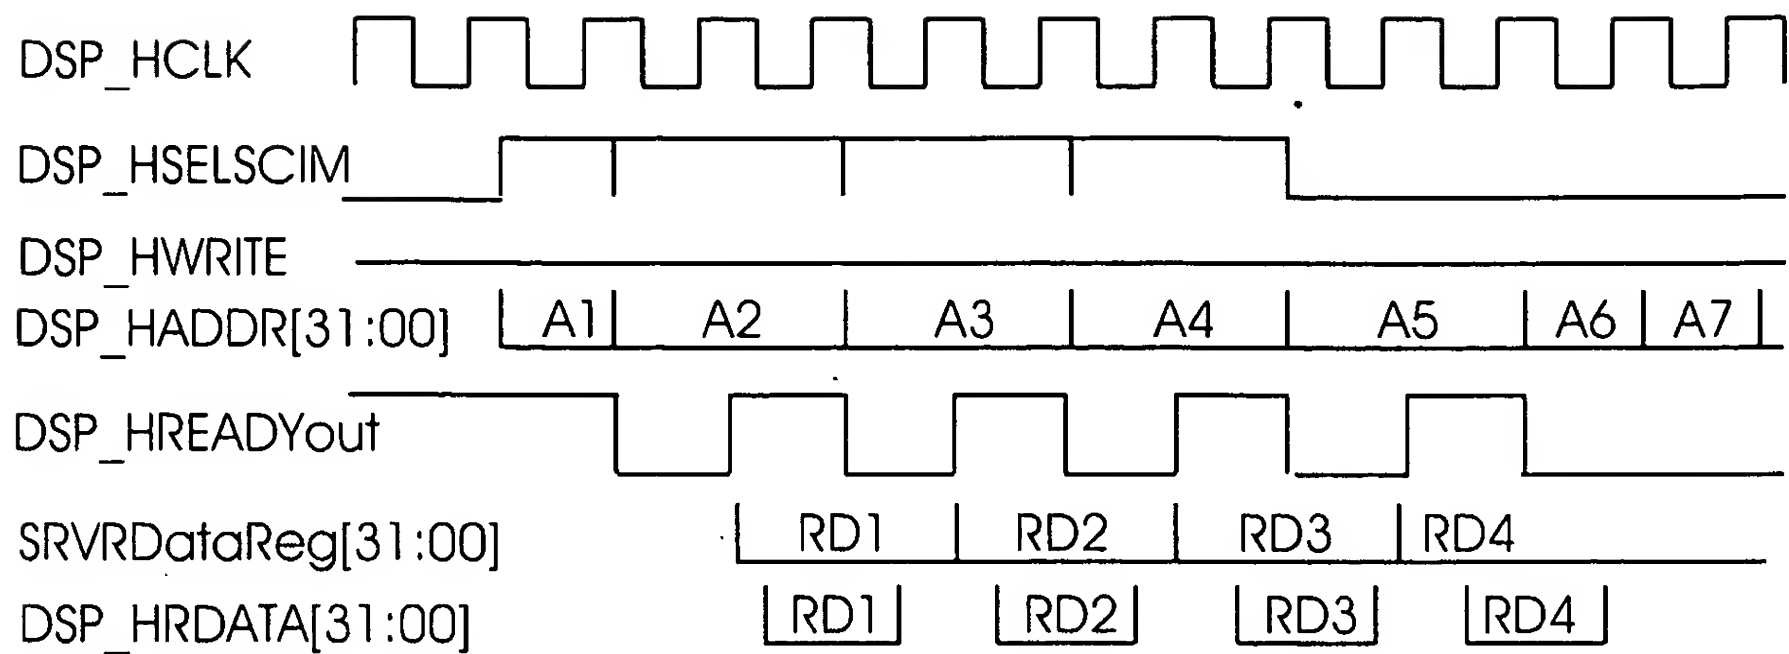 DSP_HCLK
DSP_HSELSCIM
DSP_HWRITE
DSP_HADDR[31:00] A1 A2 A3 A4 A5 A6 A7
DSP_HREADYout
SRVRDataReg[31:00] RD1 RD2 RD3 RD4
DSP_HRDATA[31:00] RD1 RD2 RD3 RD4